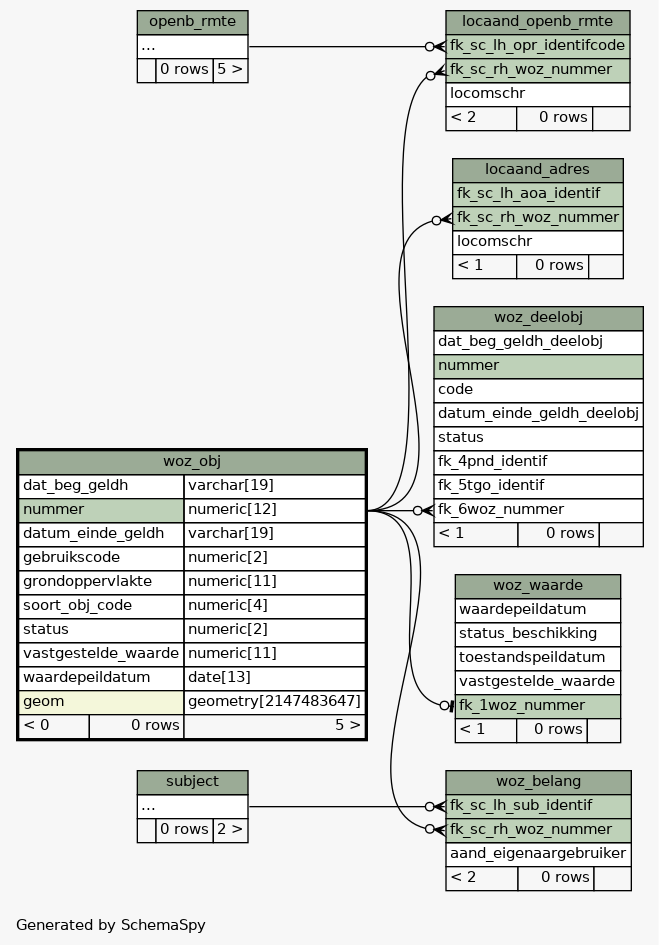 openb_rmte
...
0 rows 5 >
locaand_openb_rmte
fk_sc_lh_opr_identifcode
fk_sc_rh_woz_nummer
locomschr
< 2 0 rows
locaand_adres
fk_sc_lh_aoa_identif
fk_sc_rh_woz_nummer
locomschr
< 1 0 rows
woz_deelobj
dat_beg_geldh_deelobj
nummer
code
datum_einde_geldh_deelobj
status
fk_4pnd_identif
fk_5tgo_identif
fk_6woz_nummer
< 1 0 rows
woz_obj
dat_beg_geldh varchar[19]
nummer numeric[12]
datum_einde_geldh varchar[19]
gebruikscode numeric[2]
grondoppervlakte numeric[11]
soort_obj_code numeric[4]
status numeric[2]
vastgestelde_waarde numeric[11]
waardepeildatum date[13]
geom geometry[2147483647]
< 0 0 rows 5 >
woz_waarde
waardepeildatum
status_beschikking
toestandspeildatum
vastgestelde_waarde
fk_1woz_nummer
< 1 0 rows
subject
...
0 rows 2 >
woz_belang
fk_sc_lh_sub_identif
fk_sc_rh_woz_nummer
aand_eigenaargebruiker
< 2 0 rows
Generated by SchemaSpy